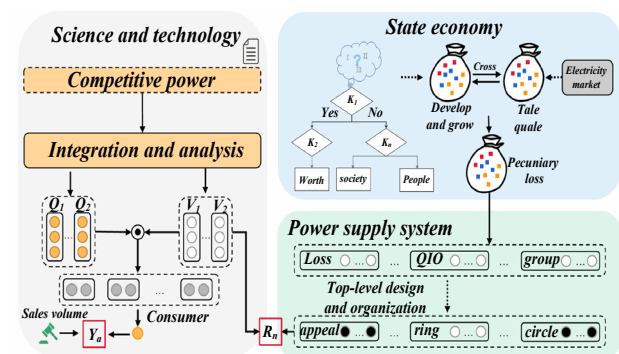 Science and technology
Competitive power
Integration and analysis
Q1 Q2
V1 V2
...
...
...
Consumer
Sales volume
Ya
Rn
State economy
?
K1
Yes No
K2
Kn
Worth
society
People
Cross
Develop
and grow
Tale
quale
Electricity
market
Pecuniary
loss
Power supply system
Loss ... ... QIO ... ... group ...
Top-level design
and organization
appeal ... ... ring ... ... circle ...